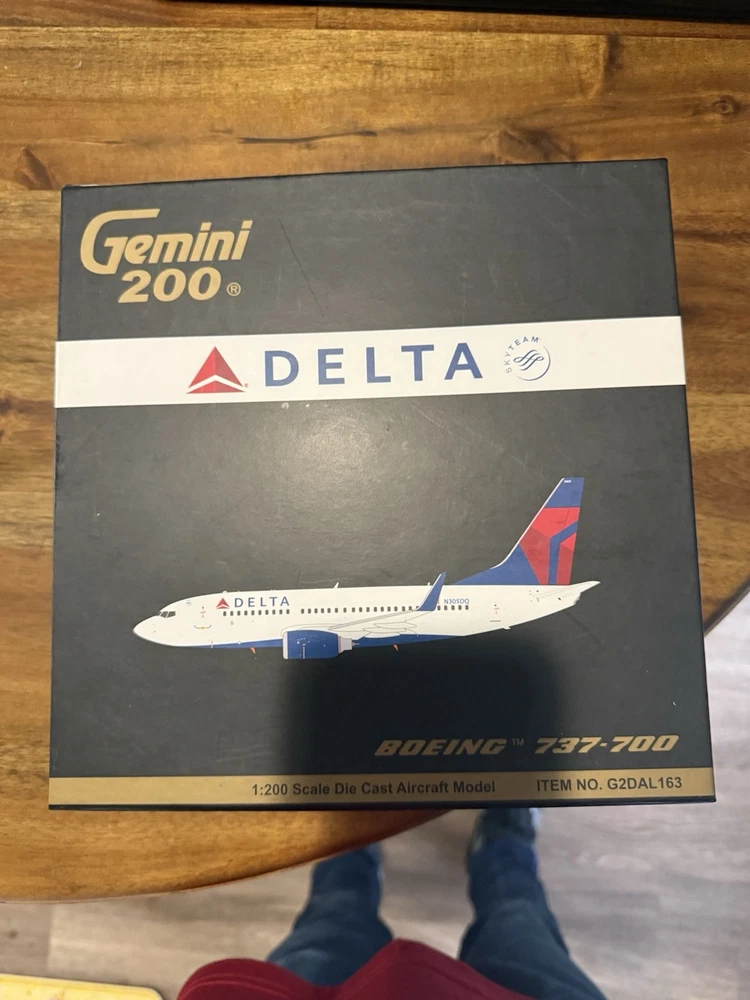 Gemini
200®
DELTA
SKYTEAM
DELTA
N305DQ
BOEING™ 737-700
1:200 Scale Die Cast Aircraft Model
ITEM NO. G2DAL163